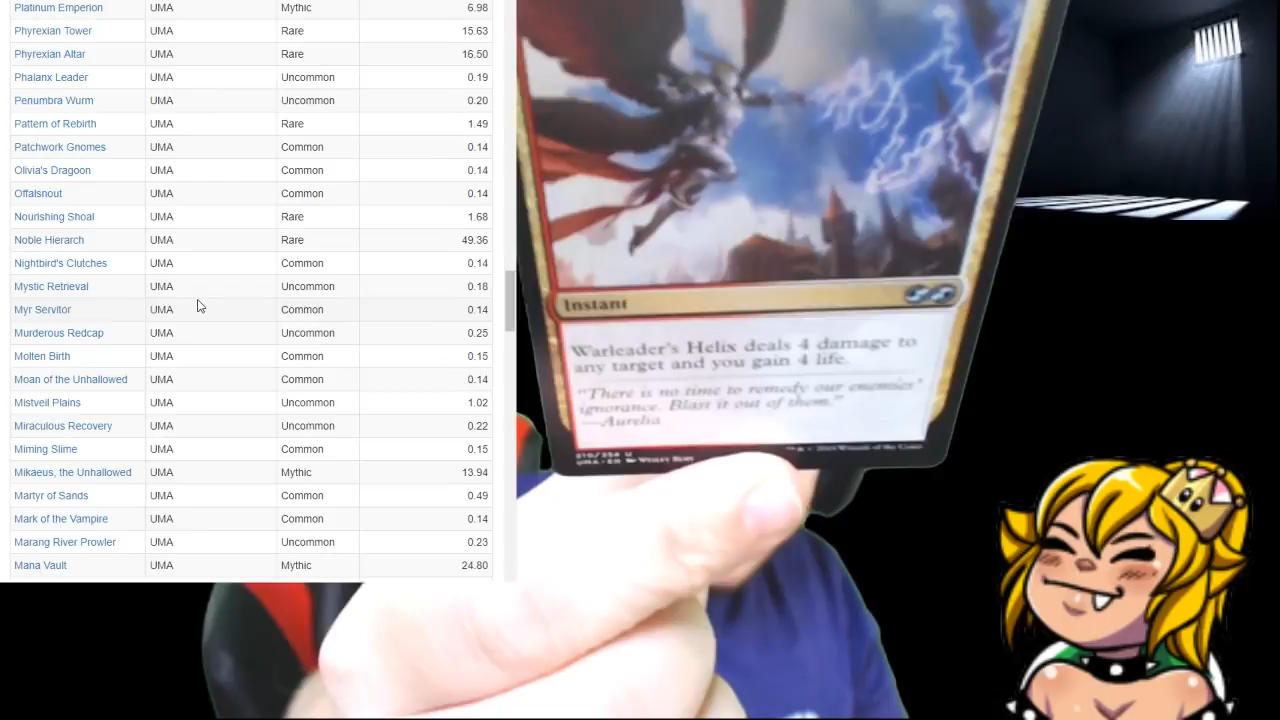 Platinum Emperion UMA Mythic 6.98
Phyrexian Tower UMA Rare 15.63
Phyrexian Altar UMA Rare 16.50
Phalanx Leader UMA Uncommon 0.19
Penumbra Wurm UMA Uncommon 0.20
Pattern of Rebirth UMA Rare 1.49
Patchwork Gnomes UMA Common 0.14
Olivia's Dragoon UMA Common 0.14
Offalsnout UMA Common 0.14
Nourishing Shoal UMA Rare 1.68
Noble Hierarch UMA Rare 49.36
Nightbird's Clutches UMA Common 0.14
Mystic Retrieval UMA Uncommon 0.18
Myr Servitor UMA Common 0.14
Murderous Redcap UMA Uncommon 0.25
Molten Birth UMA Common 0.15
Moan of the Unhallowed UMA Common 0.14
Mistveil Plains UMA Uncommon 1.02
Miraculous Recovery UMA Uncommon 0.22
Miming Slime UMA Common 0.15
Mikaeus, the Unhallowed UMA Mythic 13.94
Martyr of Sands UMA Common 0.49
Mark of the Vampire UMA Common 0.14
Marang River Prowler UMA Uncommon 0.23
Mana Vault UMA Mythic 24.80
Instant
Warleader's Helix deals 4 damage to
any target and you gain 4 life.
"There is no time to remedy our enemies'
ignorance. Blast it out of them."
—Aurelia